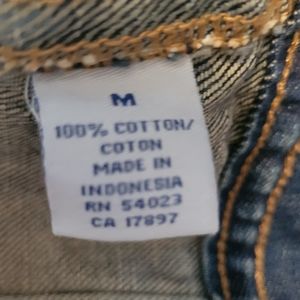 M
100% COTTON/
COTON
MADE IN
INDONESIA
RN 54023
CA 17897